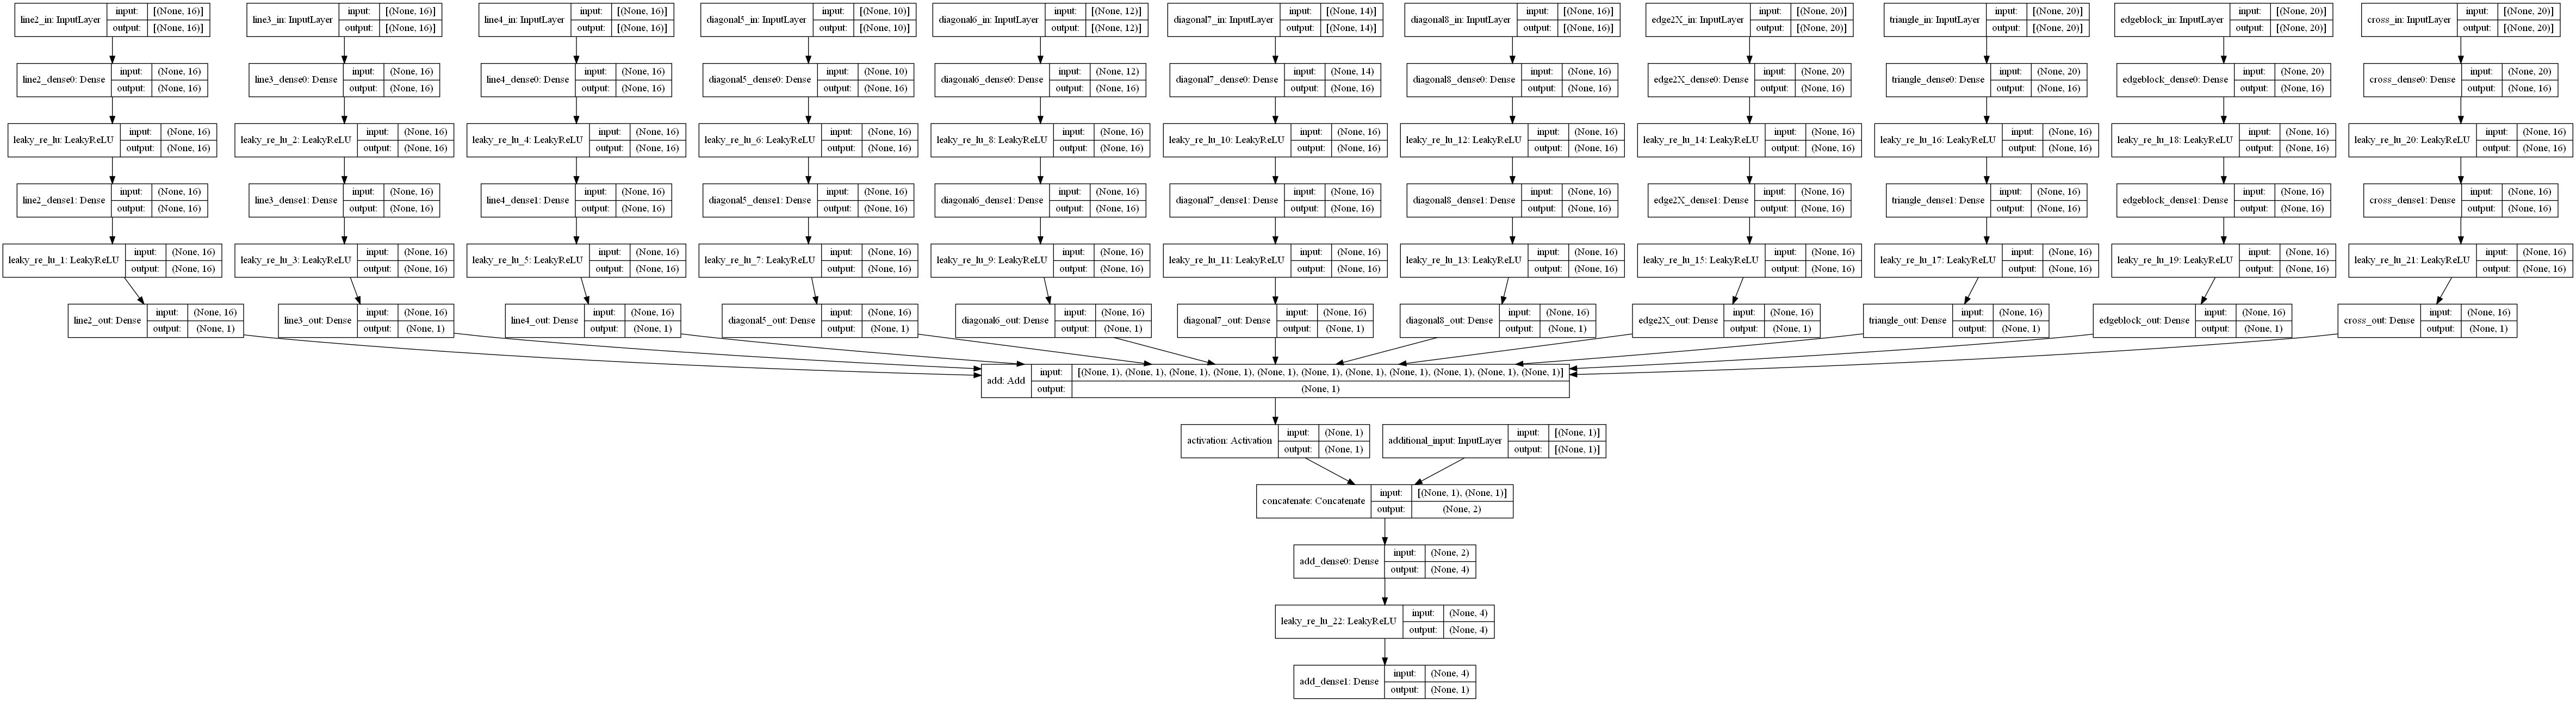 line2_in: InputLayer input: [(None, 16)] output: [(None, 16)]
line3_in: InputLayer input: [(None, 16)] output: [(None, 16)]
line4_in: InputLayer input: [(None, 16)] output: [(None, 16)]
diagonal5_in: InputLayer input: [(None, 10)] output: [(None, 10)]
diagonal6_in: InputLayer input: [(None, 12)] output: [(None, 12)]
diagonal7_in: InputLayer input: [(None, 14)] output: [(None, 14)]
diagonal8_in: InputLayer input: [(None, 16)] output: [(None, 16)]
edge2X_in: InputLayer input: [(None, 20)] output: [(None, 20)]
triangle_in: InputLayer input: [(None, 20)] output: [(None, 20)]
edgeblock_in: InputLayer input: [(None, 20)] output: [(None, 20)]
cross_in: InputLayer input: [(None, 20)] output: [(None, 20)]
line2_dense0: Dense input: (None, 16) output: (None, 16)
line3_dense0: Dense input: (None, 16) output: (None, 16)
line4_dense0: Dense input: (None, 16) output: (None, 16)
diagonal5_dense0: Dense input: (None, 10) output: (None, 16)
diagonal6_dense0: Dense input: (None, 12) output: (None, 16)
diagonal7_dense0: Dense input: (None, 14) output: (None, 16)
diagonal8_dense0: Dense input: (None, 16) output: (None, 16)
edge2X_dense0: Dense input: (None, 20) output: (None, 16)
triangle_dense0: Dense input: (None, 20) output: (None, 16)
edgeblock_dense0: Dense input: (None, 20) output: (None, 16)
cross_dense0: Dense input: (None, 20) output: (None, 16)
leaky_re_lu: LeakyReLU input: (None, 16) output: (None, 16)
leaky_re_lu_2: LeakyReLU input: (None, 16) output: (None, 16)
leaky_re_lu_4: LeakyReLU input: (None, 16) output: (None, 16)
leaky_re_lu_6: LeakyReLU input: (None, 16) output: (None, 16)
leaky_re_lu_8: LeakyReLU input: (None, 16) output: (None, 16)
leaky_re_lu_10: LeakyReLU input: (None, 16) output: (None, 16)
leaky_re_lu_12: LeakyReLU input: (None, 16) output: (None, 16)
leaky_re_lu_14: LeakyReLU input: (None, 16) output: (None, 16)
leaky_re_lu_16: LeakyReLU input: (None, 16) output: (None, 16)
leaky_re_lu_18: LeakyReLU input: (None, 16) output: (None, 16)
leaky_re_lu_20: LeakyReLU input: (None, 16) output: (None, 16)
line2_dense1: Dense input: (None, 16) output: (None, 16)
line3_dense1: Dense input: (None, 16) output: (None, 16)
line4_dense1: Dense input: (None, 16) output: (None, 16)
diagonal5_dense1: Dense input: (None, 16) output: (None, 16)
diagonal6_dense1: Dense input: (None, 16) output: (None, 16)
diagonal7_dense1: Dense input: (None, 16) output: (None, 16)
diagonal8_dense1: Dense input: (None, 16) output: (None, 16)
edge2X_dense1: Dense input: (None, 16) output: (None, 16)
triangle_dense1: Dense input: (None, 16) output: (None, 16)
edgeblock_dense1: Dense input: (None, 16) output: (None, 16)
cross_dense1: Dense input: (None, 16) output: (None, 16)
leaky_re_lu_1: LeakyReLU input: (None, 16) output: (None, 16)
leaky_re_lu_3: LeakyReLU input: (None, 16) output: (None, 16)
leaky_re_lu_5: LeakyReLU input: (None, 16) output: (None, 16)
leaky_re_lu_7: LeakyReLU input: (None, 16) output: (None, 16)
leaky_re_lu_9: LeakyReLU input: (None, 16) output: (None, 16)
leaky_re_lu_11: LeakyReLU input: (None, 16) output: (None, 16)
leaky_re_lu_13: LeakyReLU input: (None, 16) output: (None, 16)
leaky_re_lu_15: LeakyReLU input: (None, 16) output: (None, 16)
leaky_re_lu_17: LeakyReLU input: (None, 16) output: (None, 16)
leaky_re_lu_19: LeakyReLU input: (None, 16) output: (None, 16)
leaky_re_lu_21: LeakyReLU input: (None, 16) output: (None, 16)
line2_out: Dense input: (None, 16) output: (None, 1)
line3_out: Dense input: (None, 16) output: (None, 1)
line4_out: Dense input: (None, 16) output: (None, 1)
diagonal5_out: Dense input: (None, 16) output: (None, 1)
diagonal6_out: Dense input: (None, 16) output: (None, 1)
diagonal7_out: Dense input: (None, 16) output: (None, 1)
diagonal8_out: Dense input: (None, 16) output: (None, 1)
edge2X_out: Dense input: (None, 16) output: (None, 1)
triangle_out: Dense input: (None, 16) output: (None, 1)
edgeblock_out: Dense input: (None, 16) output: (None, 1)
cross_out: Dense input: (None, 16) output: (None, 1)
add: Add input: [(None, 1), (None, 1), (None, 1), (None, 1), (None, 1), (None, 1), (None, 1), (None, 1), (None, 1), (None, 1), (None, 1)] output: (None, 1)
activation: Activation input: (None, 1) output: (None, 1)
additional_input: InputLayer input: [(None, 1)] output: [(None, 1)]
concatenate: Concatenate input: [(None, 1), (None, 1)] output: (None, 2)
add_dense0: Dense input: (None, 2) output: (None, 4)
leaky_re_lu_22: LeakyReLU input: (None, 4) output: (None, 4)
add_dense1: Dense input: (None, 4) output: (None, 1)